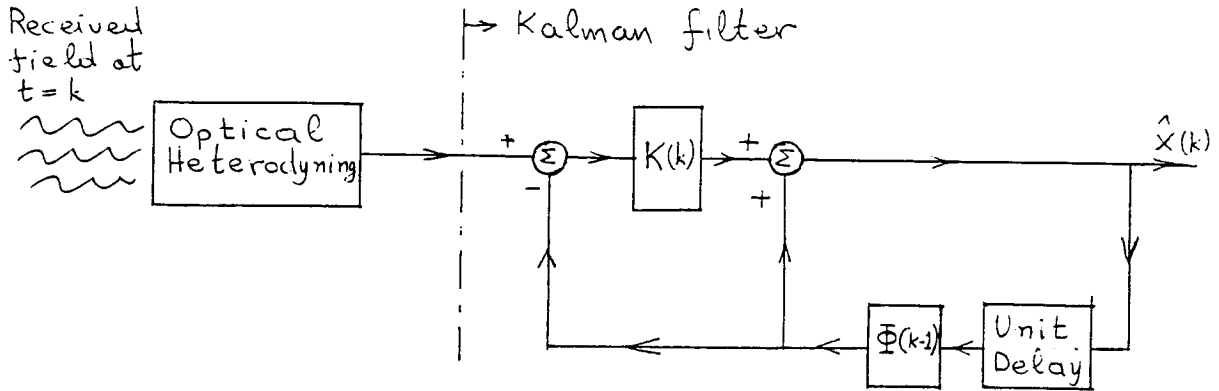 Received
field at
t = k
→ Kalman filter
Optical
Heterodyning
+
Σ
-
K(k)
+
Σ
+
x̂(k)
Φ(k-1)
Unit
Delay